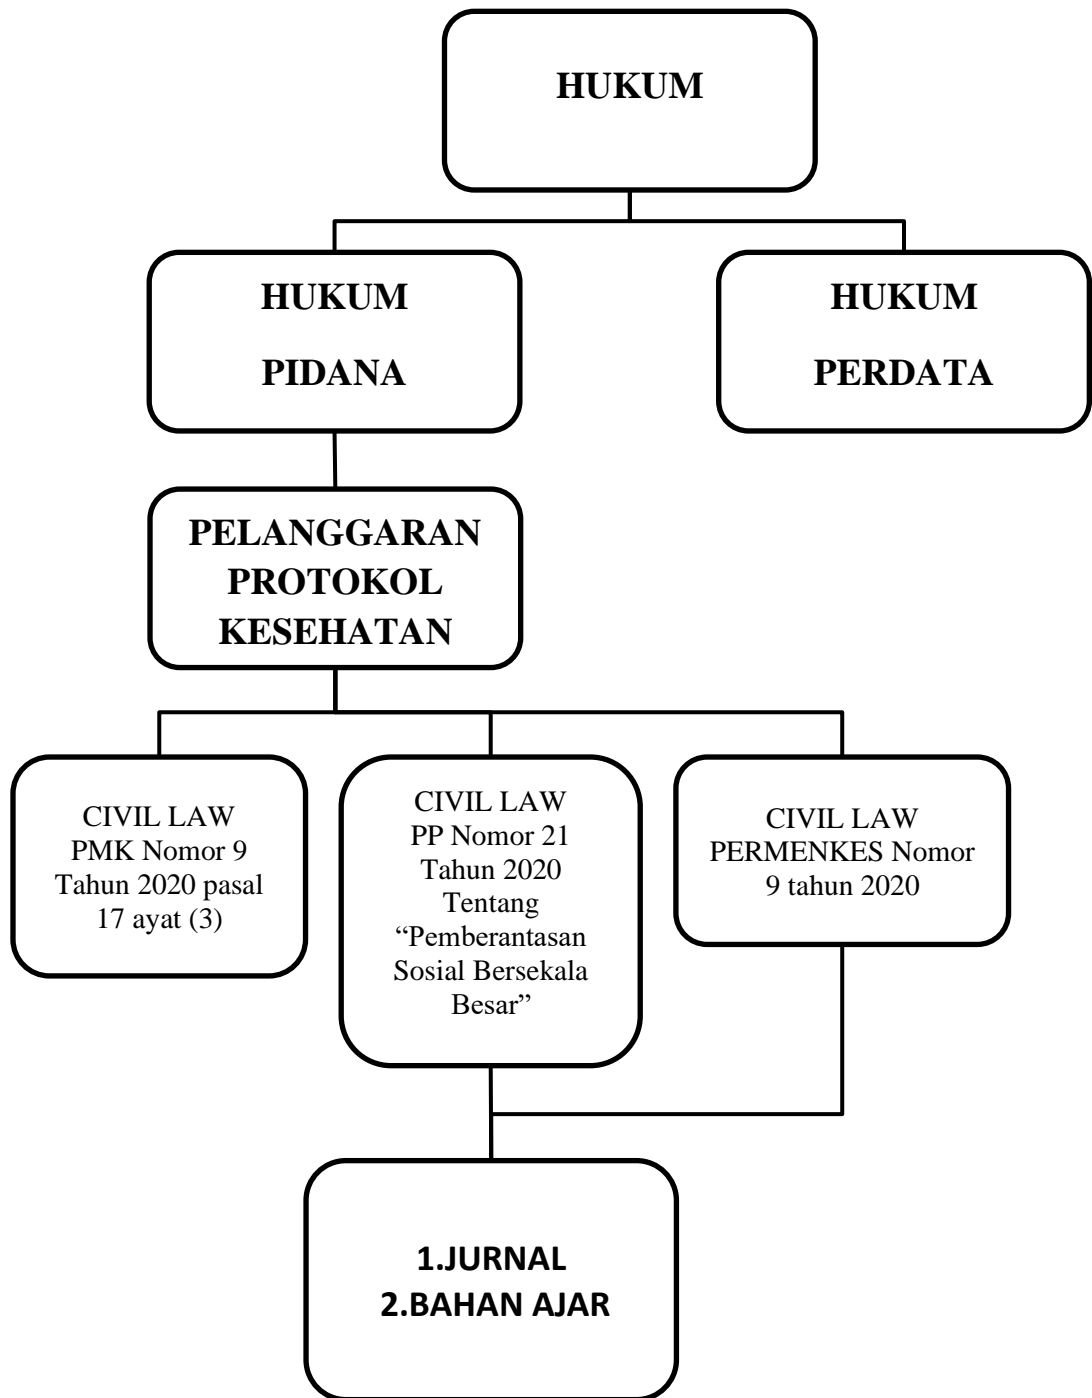 HUKUM
HUKUM
PIDANA
HUKUM
PERDATA
PELANGGARAN
PROTOKOL
KESEHATAN
CIVIL LAW
PMK Nomor 9
Tahun 2020 pasal
17 ayat (3)
CIVIL LAW
PP Nomor 21
Tahun 2020
Tentang
“Pemberantasan
Sosial Bersekala
Besar”
CIVIL LAW
PERMENKES Nomor
9 tahun 2020
1.JURNAL
2.BAHAN AJAR